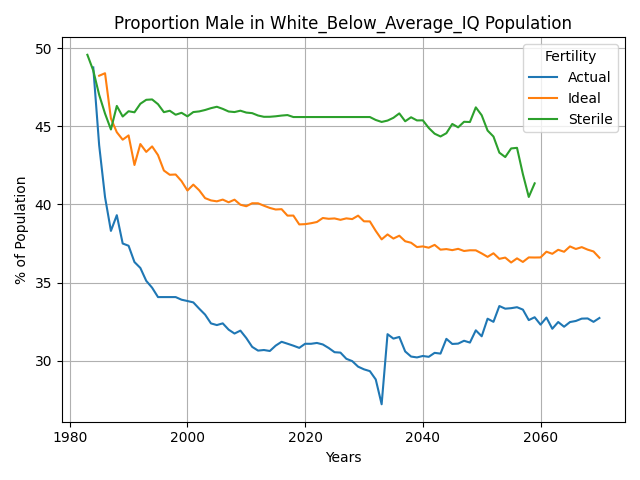 Proportion Male in White_Below_Average_IQ Population
Fertility
Actual
Ideal
Sterile
% of Population
50
45
40
35
30
1980
2000
2020
2040
2060
Years